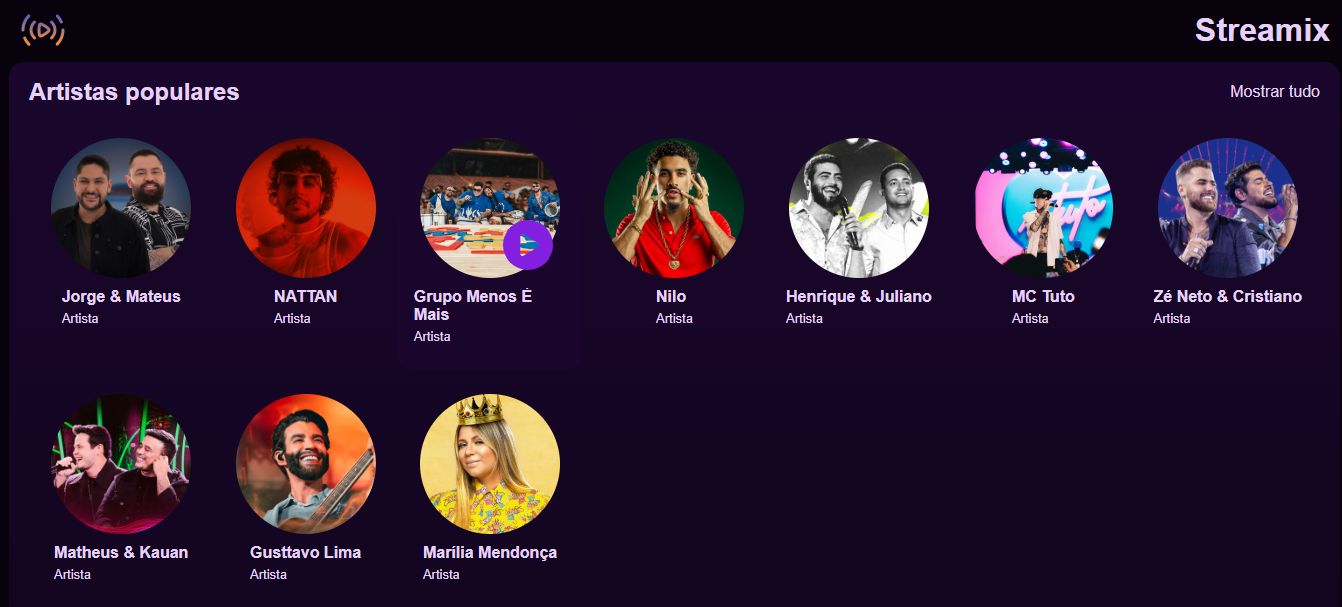 Streamix
Artistas populares
Mostrar tudo
tuto
Jorge & Mateus
Artista
NATTAN
Artista
Grupo Menos É
Mais
Artista
Nilo
Artista
Henrique & Juliano
Artista
MC Tuto
Artista
Zé Neto & Cristiano
Artista
Matheus & Kauan
Artista
Gusttavo Lima
Artista
Marília Mendonça
Artista